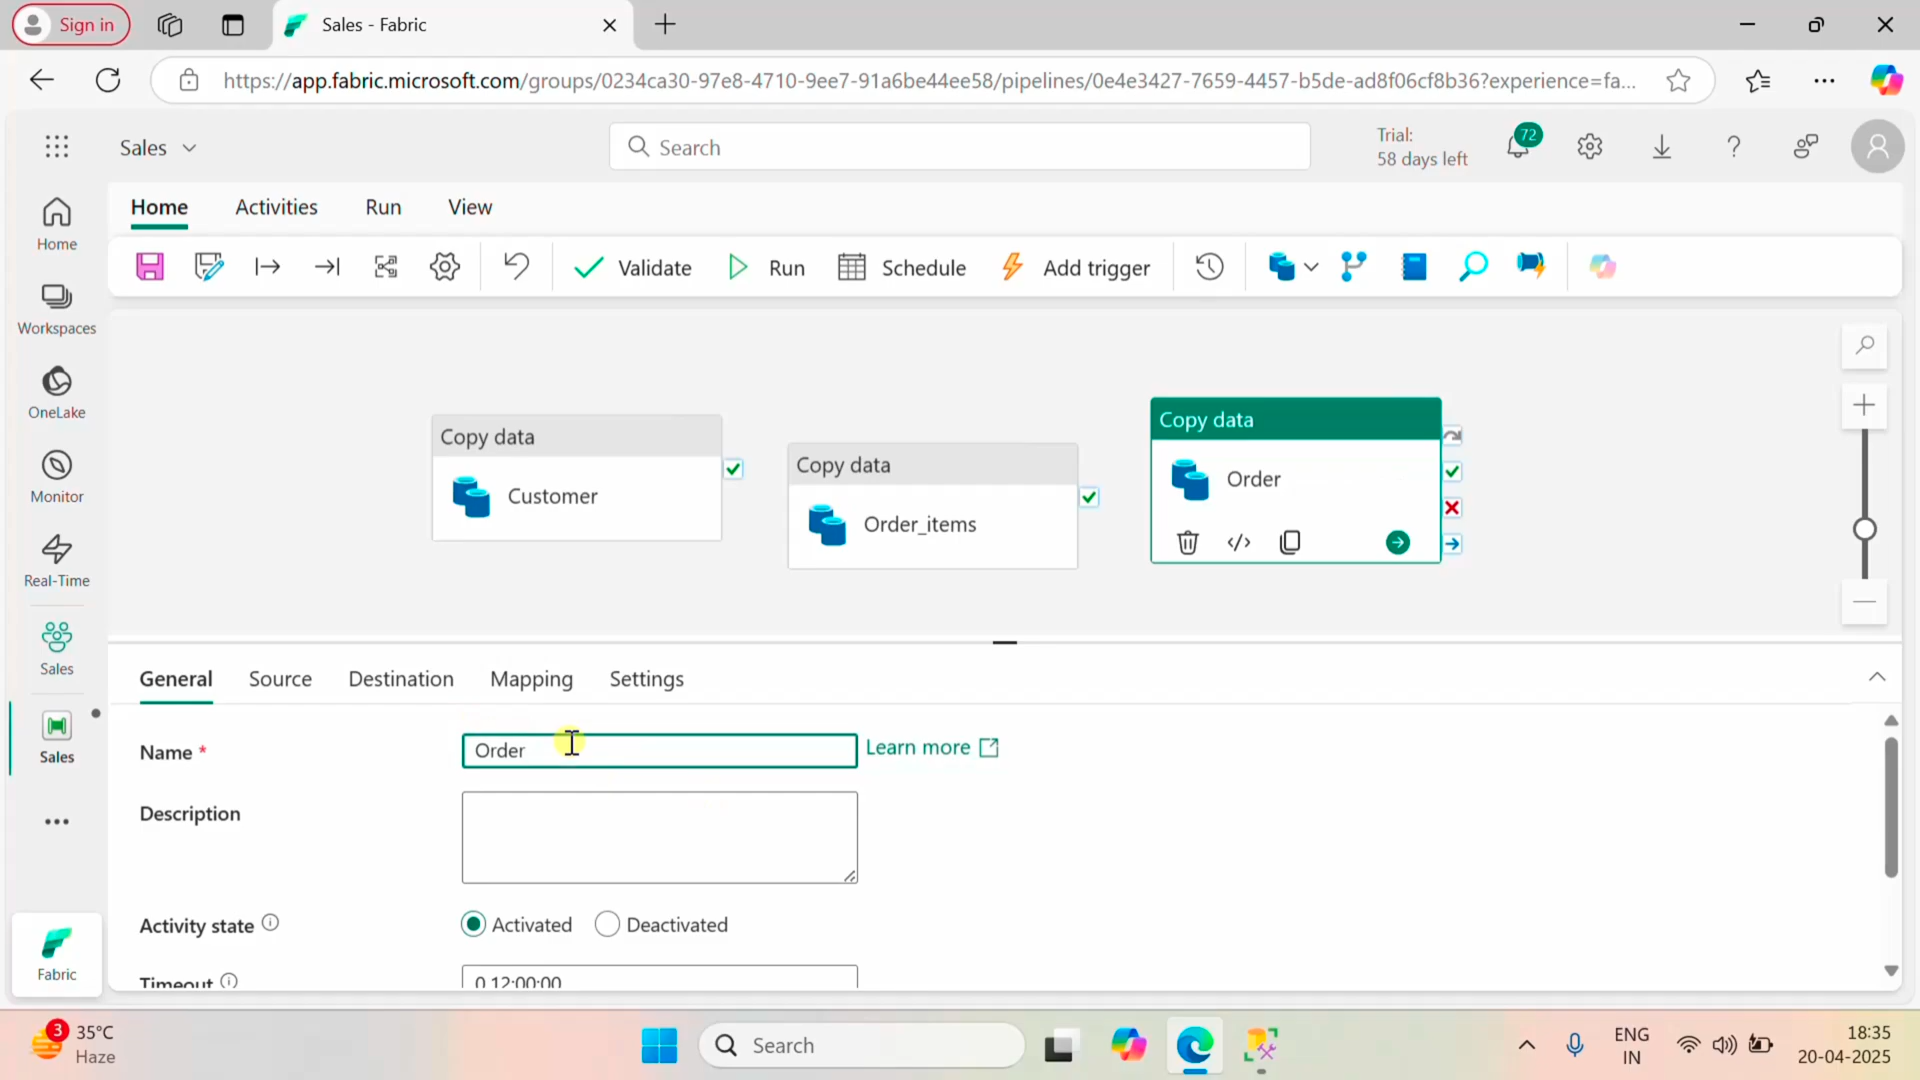 Sign in
Sales - Fabric
https://app.fabric.microsoft.com/groups/0234ca30-97e8-4710-9ee7-91a6be44ee58/pipelines/0e4e3427-7659-4457-b5de-ad8f06cf8b36?experience=fa...
Sales
Search
Trial:
58 days left
72
Home
Activities
Run
View
Validate
Run
Schedule
Add trigger
Home
Workspaces
OneLake
Monitor
Real-Time
Sales
Sales
Fabric
Copy data
Customer
Copy data
Order_items
Copy data
Order
General
Source
Destination
Mapping
Settings
Name *
Order
Learn more
Description
Activity state
Activated
Deactivated
Timeout
0.12:00:00
3
35°C
Haze
Search
ENG
IN
18:35
20-04-2025